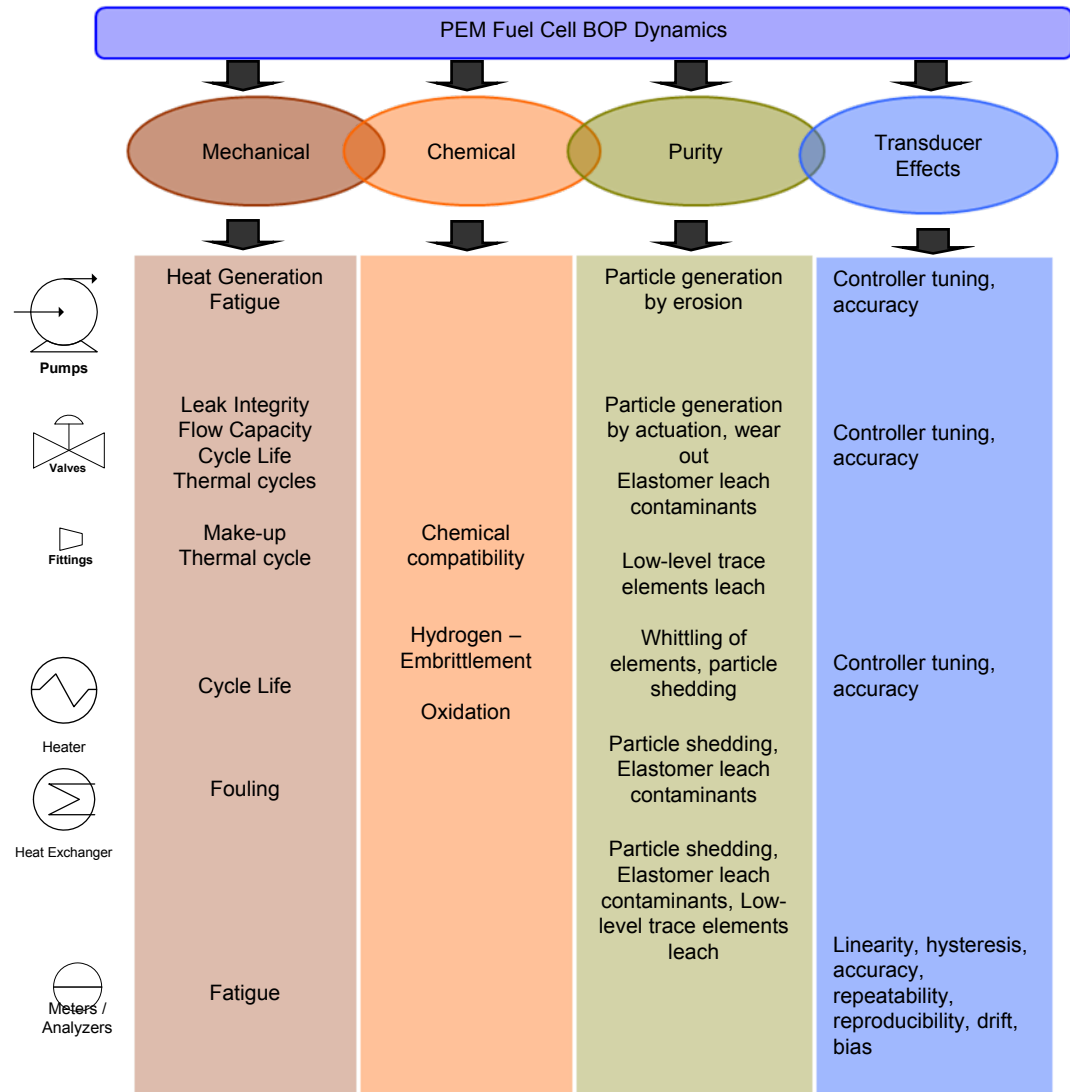 PEM Fuel Cell BOP Dynamics
Mechanical
Chemical
Purity
Transducer
Effects
Pumps
Heat Generation
Fatigue
Particle generation
by erosion
Controller tuning,
accuracy
Valves
Leak Integrity
Flow Capacity
Cycle Life
Thermal cycles
Particle generation
by actuation, wear
out
Elastomer leach
contaminants
Controller tuning,
accuracy
Fittings
Make-up
Thermal cycle
Chemical
compatibility
Low-level trace
elements leach
Heater
Cycle Life
Hydrogen –
Embrittlement
Oxidation
Whittling of
elements, particle
shedding
Controller tuning,
accuracy
Heat Exchanger
Fouling
Particle shedding,
Elastomer leach
contaminants
Meters /
Analyzers
Fatigue
Particle shedding,
Elastomer leach
contaminants, Low-
level trace elements
leach
Linearity, hysteresis,
accuracy,
repeatability,
reproducibility, drift,
bias